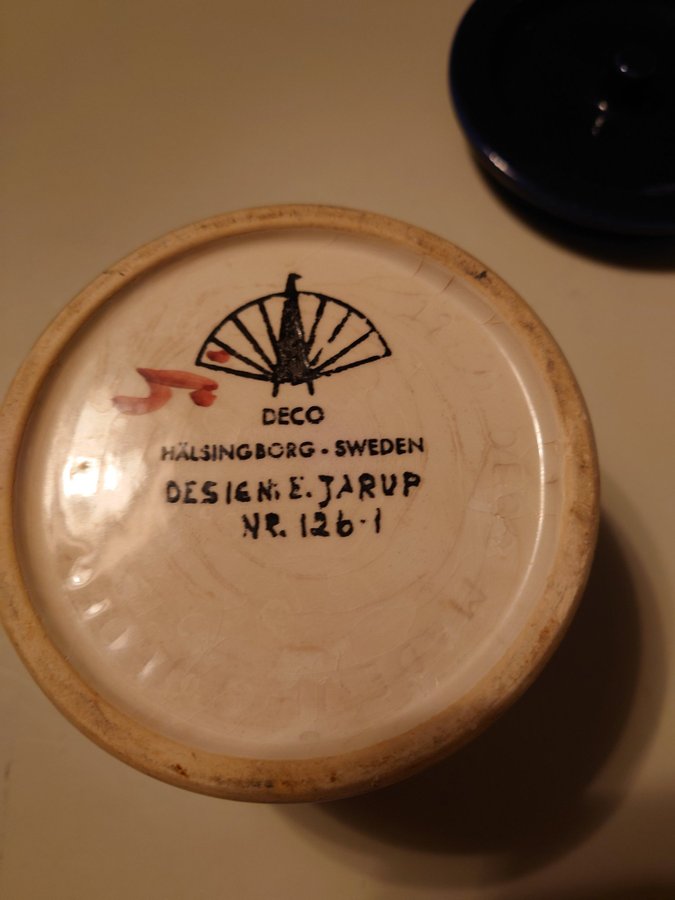 DECO
HÄLSINGBORG - SWEDEN
DESIGN: E. JARUP
NR. 126-1